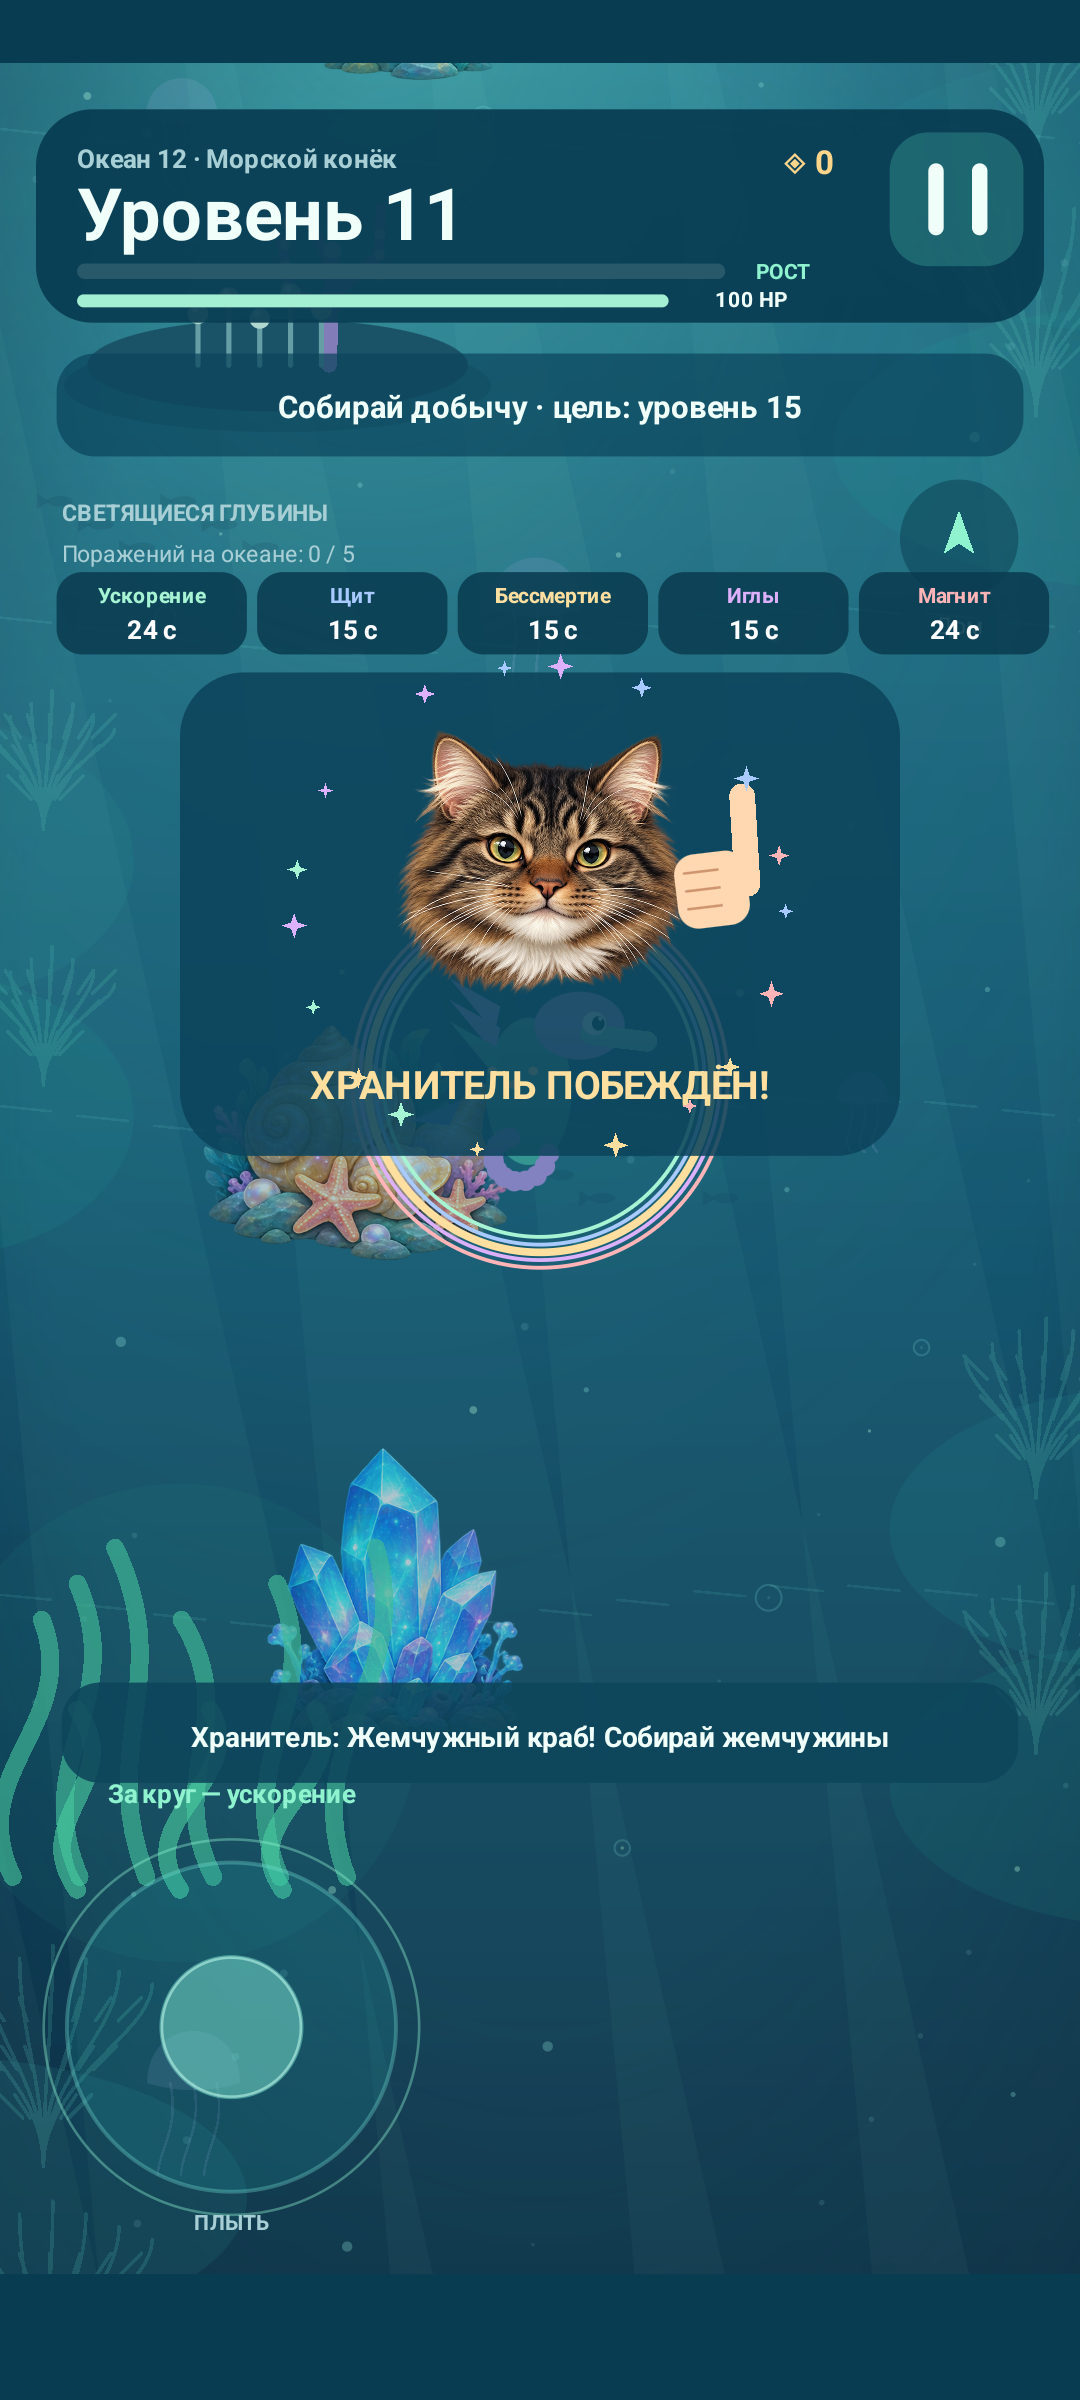 Океан 12 · Морской конёк
0
Уровень 11
РОСТ
100 HP
Собирай добычу · цель: уровень 15
СВЕТЯЩИЕСЯ ГЛУБИНЫ
Поражений на океане: 0 / 5
Ускорение Щит Бессмертие Иглы Магнит
24 с 15 с 15 с 15 с 24 с
ХРАНИТЕЛЬ ПОБЕЖДЁН!
Хранитель: Жемчужный краб! Собирай жемчужины
За круг — ускорение
ПЛЫТЬ